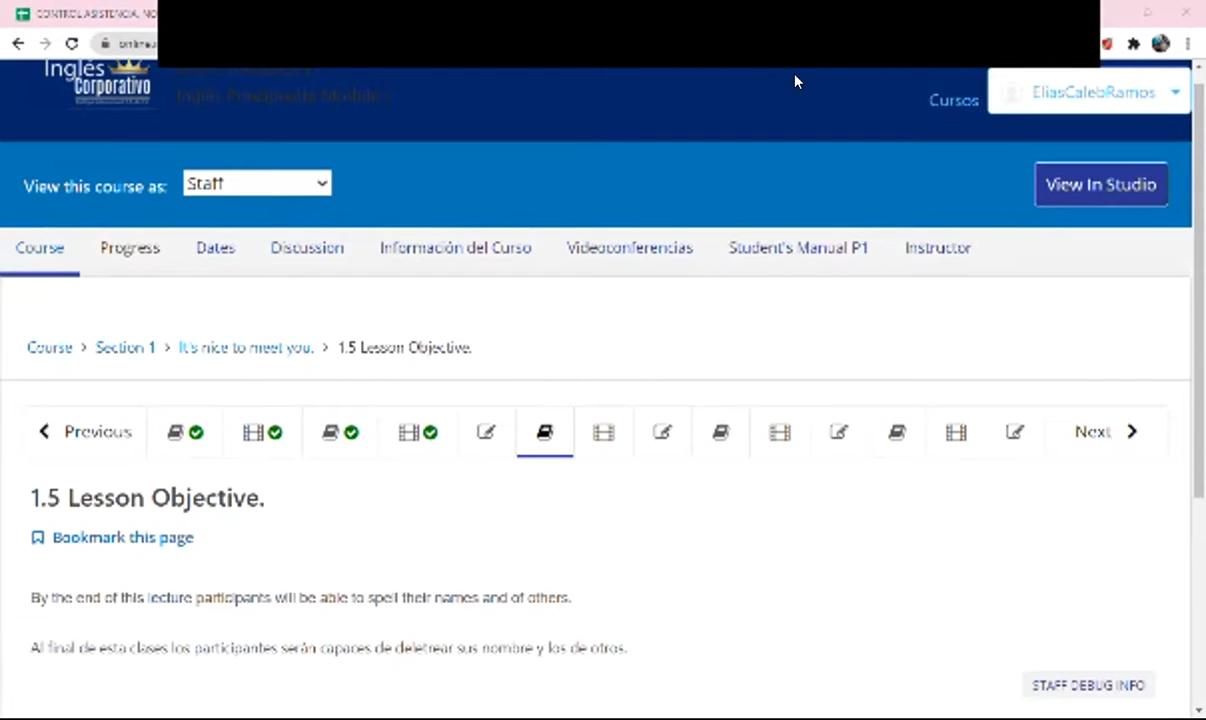 CONTROL ASISTENCIA, NO
Inglés
Corporativo
Cursos
EliasCalebRamos
View this course as:
Staff
View In Studio
Course
Progress
Dates
Discussion
Información del Curso
Videoconferencias
Student's Manual P1
Instructor
Course > Section 1 > It's nice to meet you. > 1.5 Lesson Objective.
Previous
Next
1.5 Lesson Objective.
Bookmark this page
By the end of this lecture participants will be able to spell their names and of others.
Al final de esta clases los participantes serán capaces de deletrear sus nombre y los de otros.
STAFF DEBUG INFO